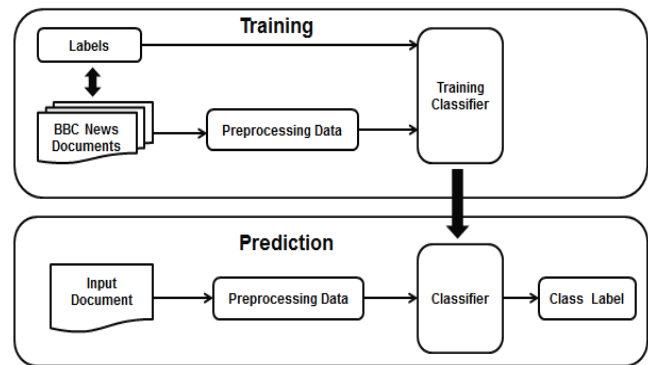 Training
Labels
Training
Classifier
BBC News
Documents
Preprocessing Data
Prediction
Input
Document
Preprocessing Data
Classifier
Class Label